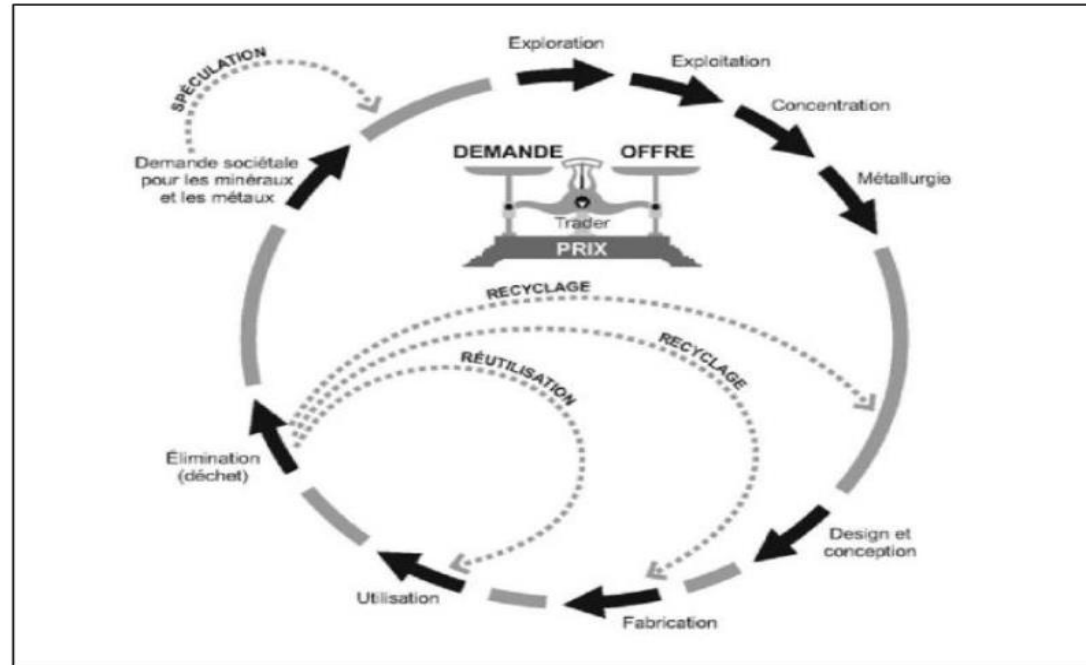 Exploration
Exploitation
Concentration
Métallurgie
SPÉCULATION
Demande sociétale
pour les minéraux
et les métaux
DEMANDE
OFFRE
Trader
PRIX
RECYCLAGE
RECYCLAGE
RÉUTILISATION
Élimination
(déchet)
Design et
conception
Utilisation
Fabrication